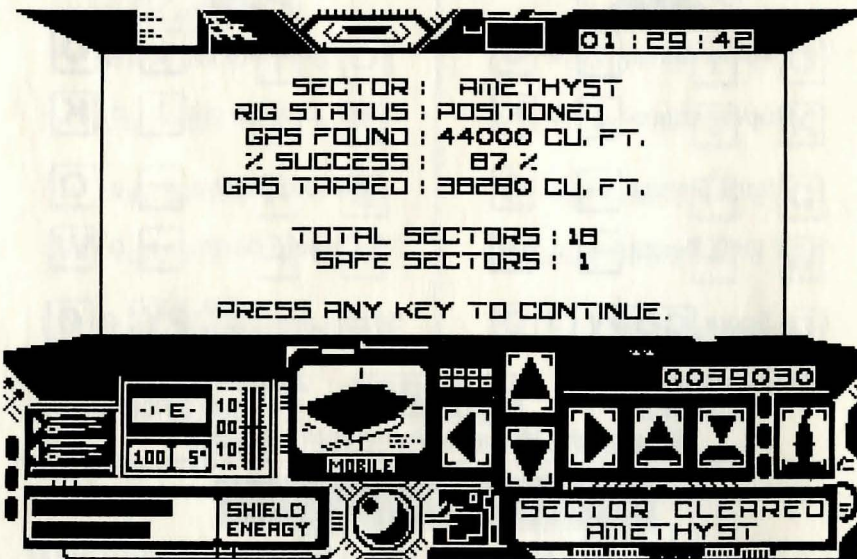 01:29:42
SECTOR : AMETHYST
RIG STATUS : POSITIONED
GAS FOUND : 44000 CU. FT.
% SUCCESS : 87 %
GAS TAPPED : 38280 CU. FT.
TOTAL SECTORS : 18
SAFE SECTORS : 1
PRESS ANY KEY TO CONTINUE.
0039030
-I-E-
100 5°
MOBILE
SHIELD
ENERGY
SECTOR CLEARED
AMETHYST